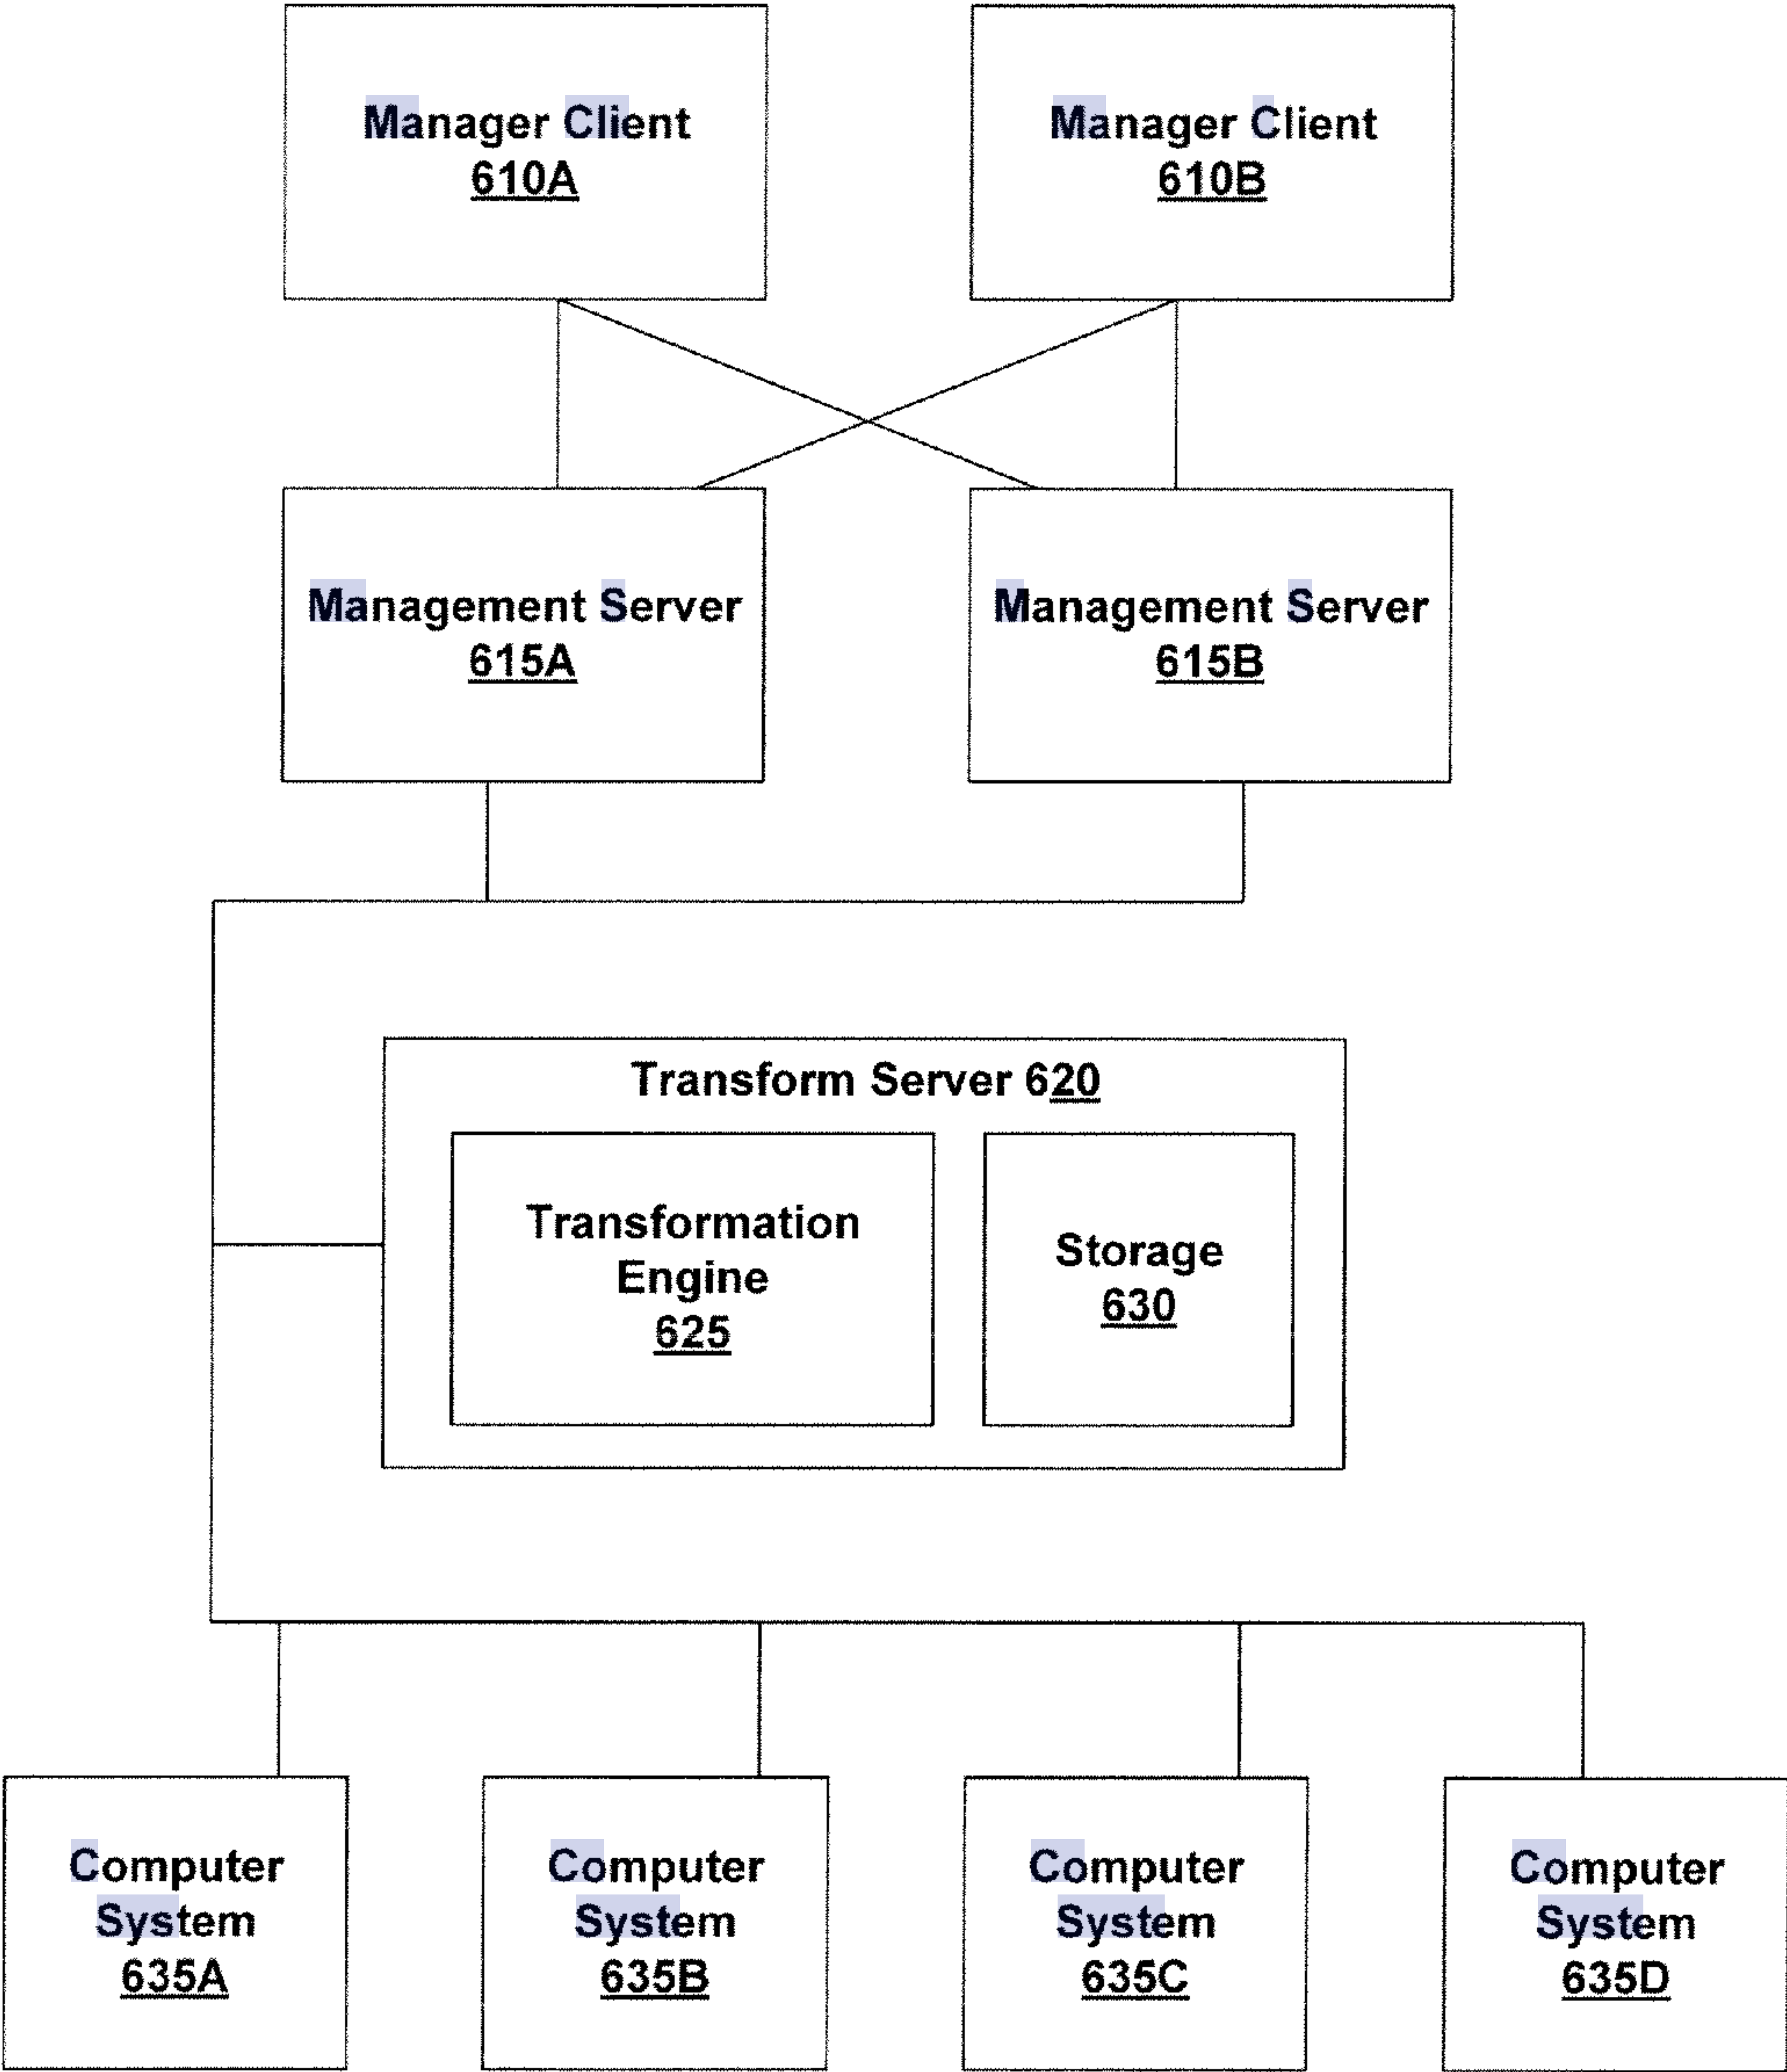 Manager Client
610A
Manager Client
610B
Management Server
615A
Management Server
615B
Transform Server 620
Transformation
Engine
625
Storage
630
Computer
System
635A
Computer
System
635B
Computer
System
635C
Computer
System
635D